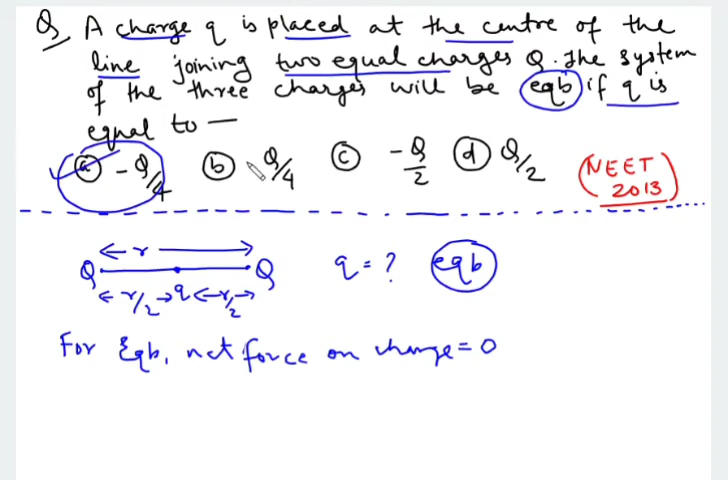 Q, A charge q is placed at the centre of the
line joining two equal charges Q. The system
of the three charges will be eqb if q is
equal to —
(a) -Q/4 (b) Q/4 (c) -Q/2 (d) Q/2 (NEET 2013)
← r →
Q Q q = ? eqb
← r/2 → q ← r/2 →
For Eqb, net force on charge = 0